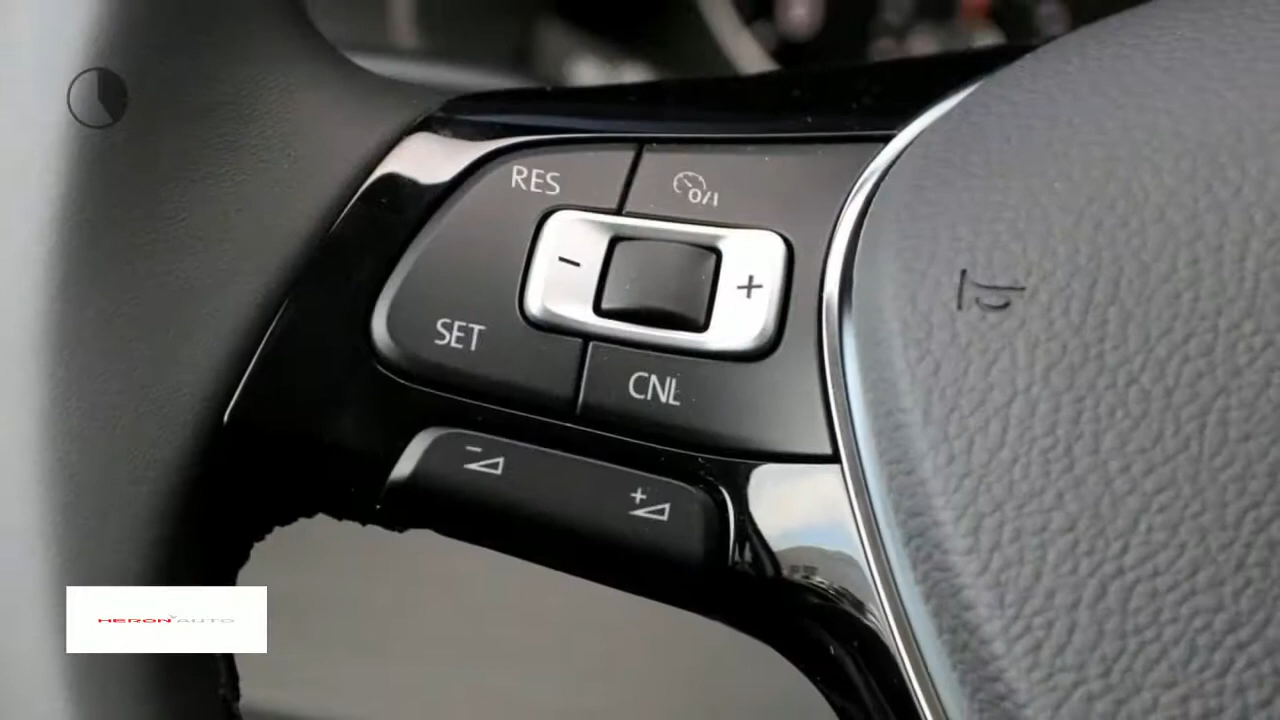 RES
0/I
- +
SET
CNL
-
+
HERON AUTO